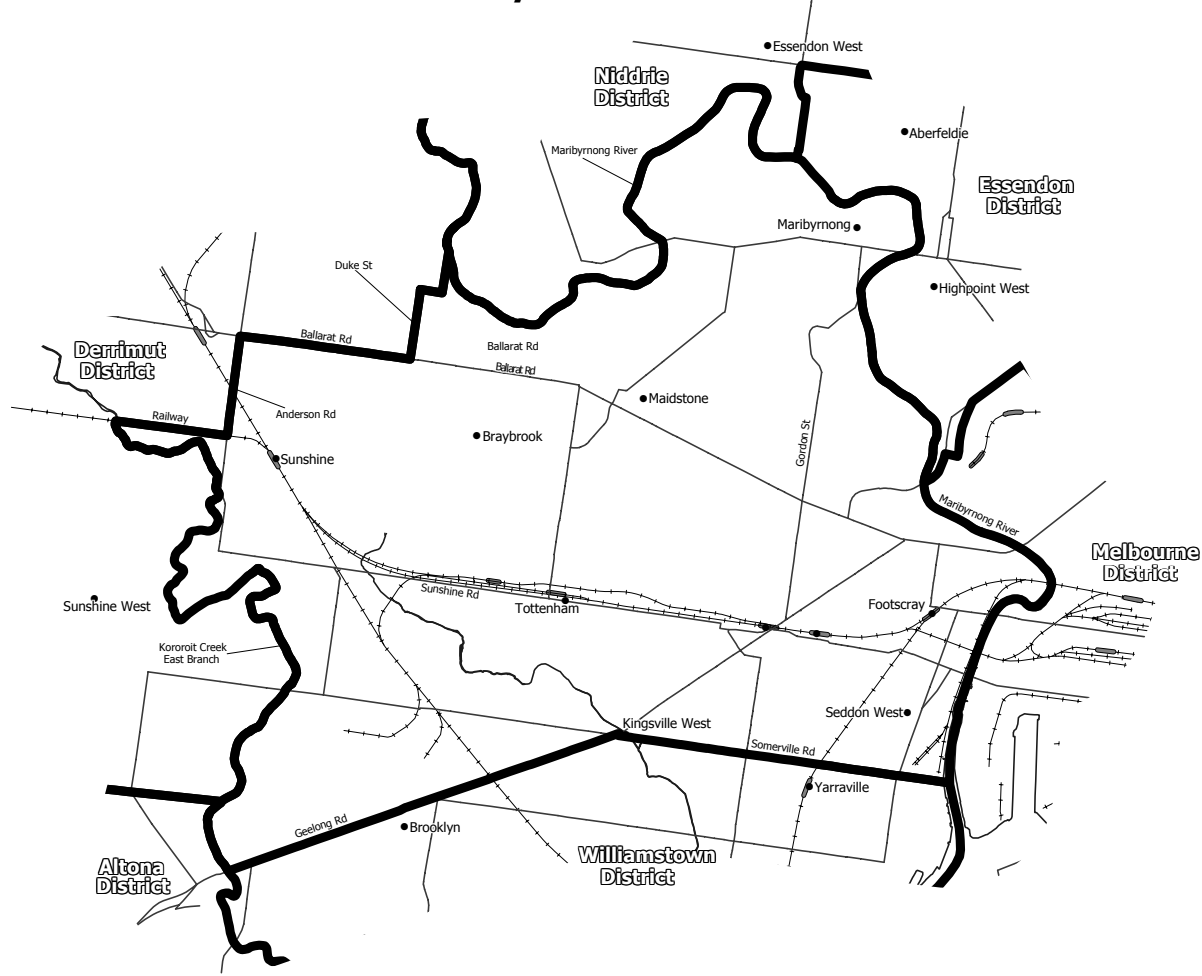 Essendon West
Niddrie
District
Aberfeldie
Maribyrnong River
Essendon
District
Maribyrnong
Duke St
Highpoint West
Ballarat Rd
Ballarat Rd
Derrimut
District
Ballarat Rd
Maidstone
Anderson Rd
Railway
Braybrook
Gordon St
Sunshine
Maribyrnong River
Melbourne
District
Sunshine Rd
Sunshine West
Tottenham
Footscray
Kororoit Creek
East Branch
Seddon West
Kingsville West
Somerville Rd
Yarraville
Geelong Rd
Brooklyn
Williamstown
District
Altona
District